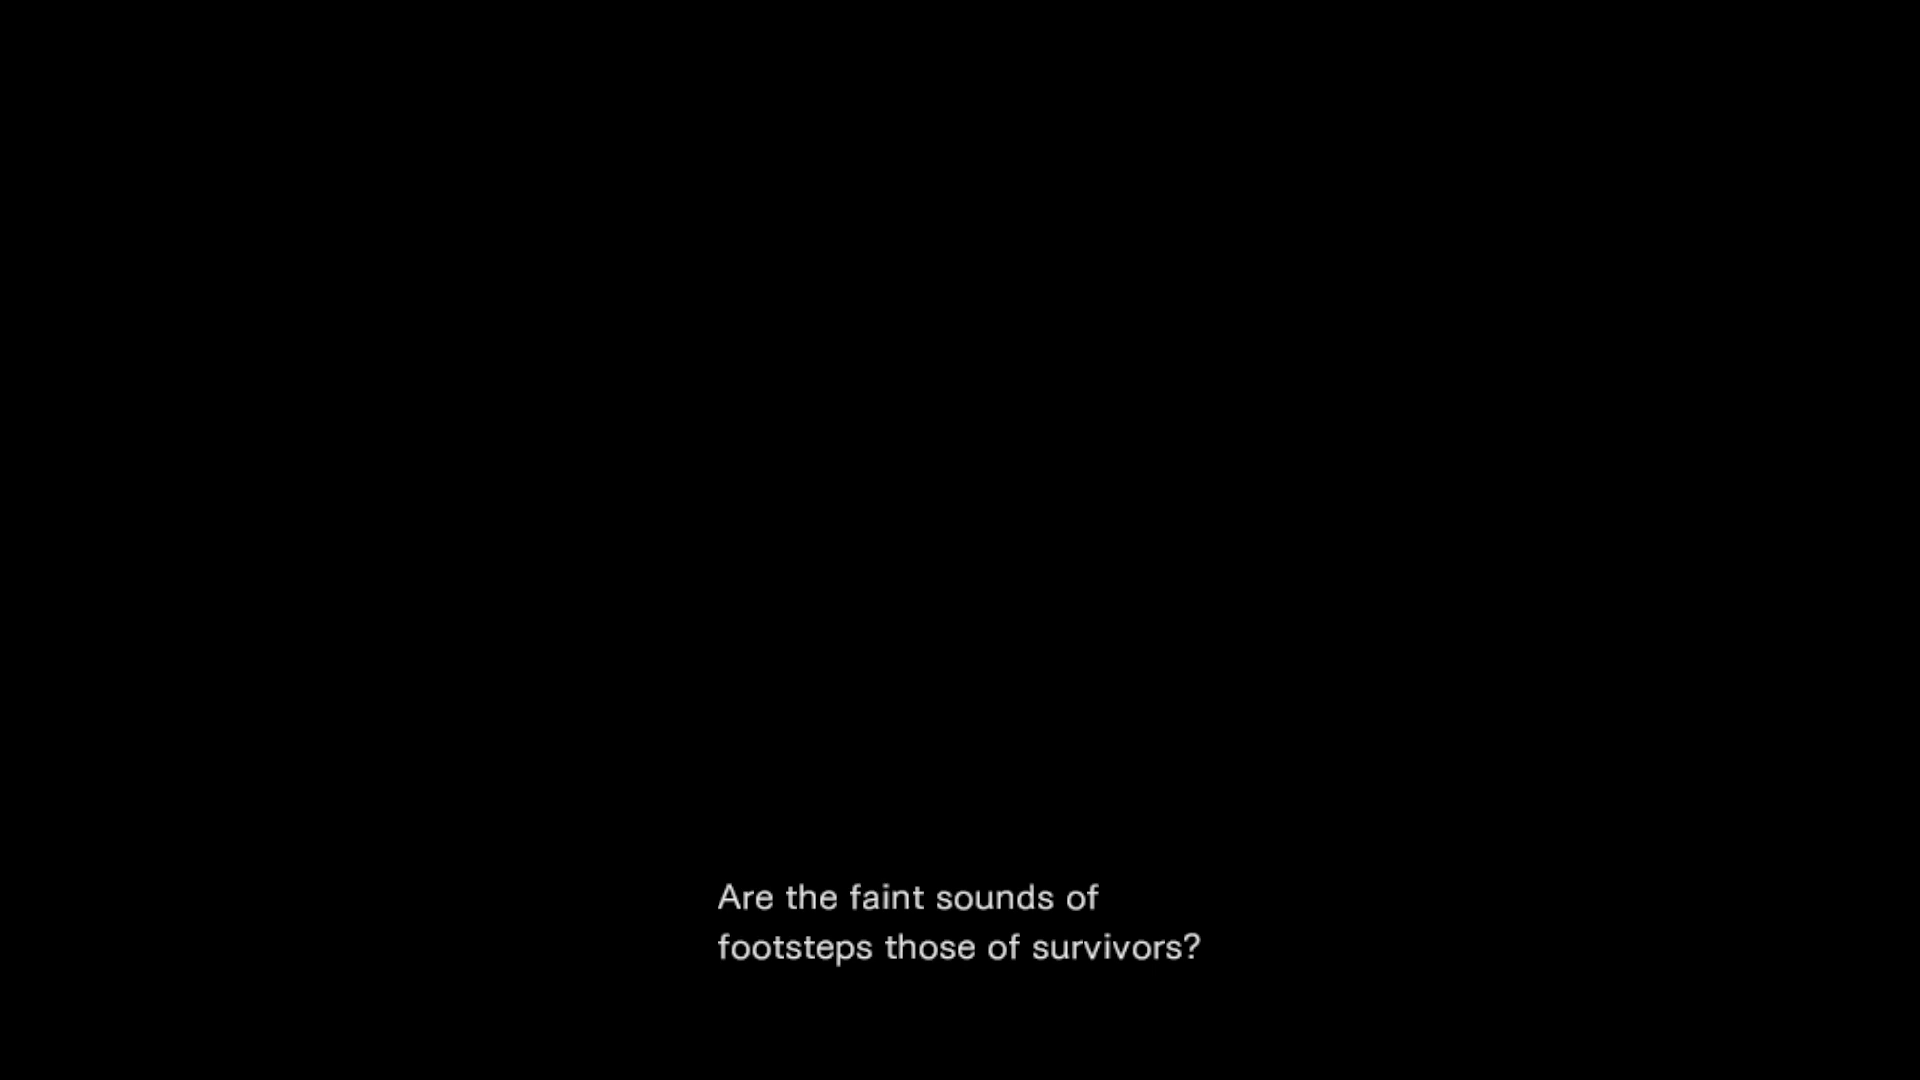 Are the faint sounds of
footsteps those of survivors?